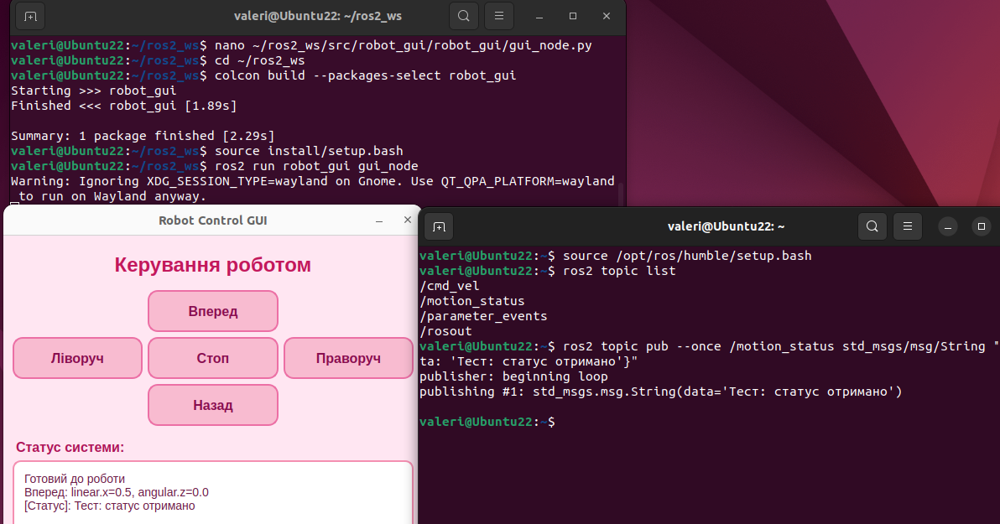 valeri@Ubuntu22: ~/ros2_ws
valeri@Ubuntu22:~/ros2_ws$ nano ~/ros2_ws/src/robot_gui/robot_gui/gui_node.py
valeri@Ubuntu22:~/ros2_ws$ cd ~/ros2_ws
valeri@Ubuntu22:~/ros2_ws$ colcon build --packages-select robot_gui
Starting >>> robot_gui
Finished <<< robot_gui [1.89s]
Summary: 1 package finished [2.29s]
valeri@Ubuntu22:~/ros2_ws$ source install/setup.bash
valeri@Ubuntu22:~/ros2_ws$ ros2 run robot_gui gui_node
Warning: Ignoring XDG_SESSION_TYPE=wayland on Gnome. Use QT_QPA_PLATFORM=wayland
to run on Wayland anyway.
Robot Control GUI
Керування роботом
Вперед
Ліворуч
Стоп
Праворуч
Назад
Статус системи:
Готовий до роботи
Вперед: linear.x=0.5, angular.z=0.0
[Статус]: Тест: статус отримано
valeri@Ubuntu22: ~
valeri@Ubuntu22:~$ source /opt/ros/humble/setup.bash
valeri@Ubuntu22:~$ ros2 topic list
/cmd_vel
/motion_status
/parameter_events
/rosout
valeri@Ubuntu22:~$ ros2 topic pub --once /motion_status std_msgs/msg/String "
ta: 'Тест: статус отримано'}"
publisher: beginning loop
publishing #1: std_msgs.msg.String(data='Тест: статус отримано')
valeri@Ubuntu22:~$